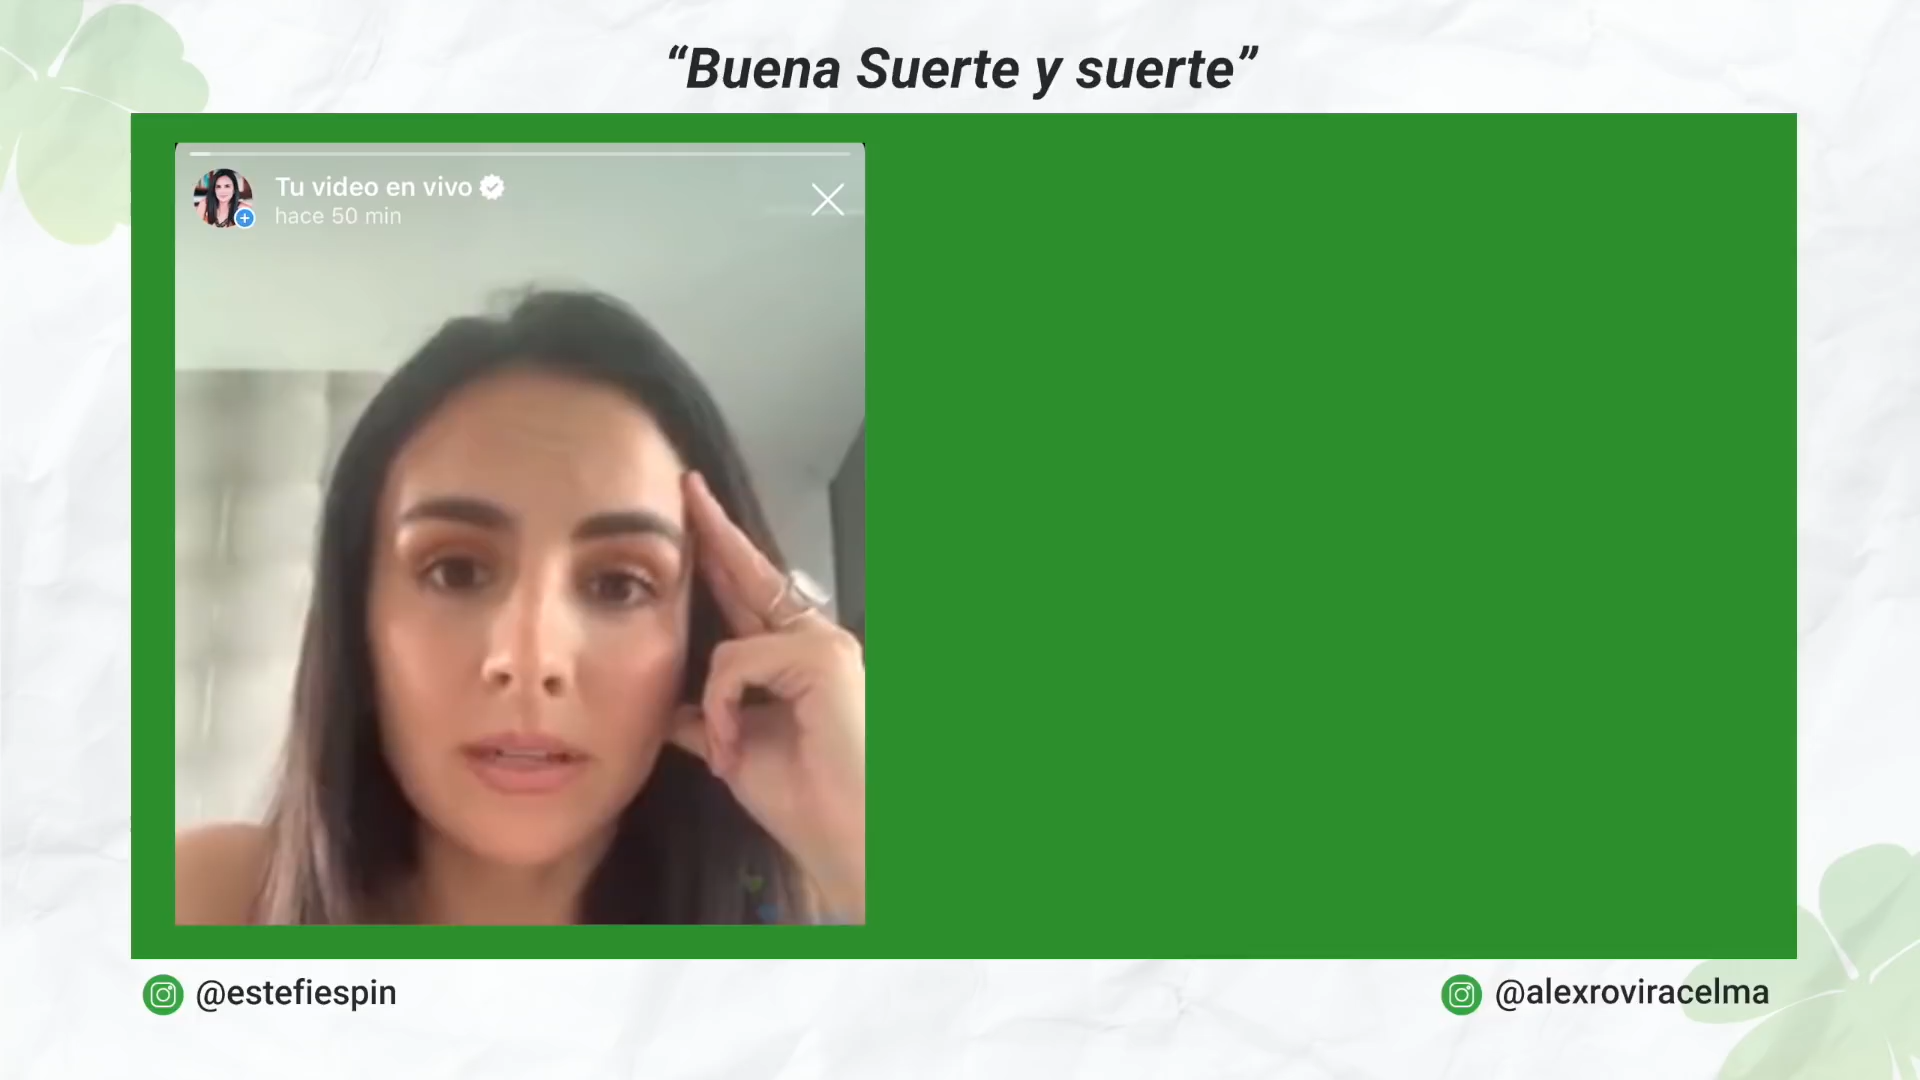 “Buena Suerte y suerte”
Tu video en vivo
hace 50 min
@estefiespin
@alexroviracelma